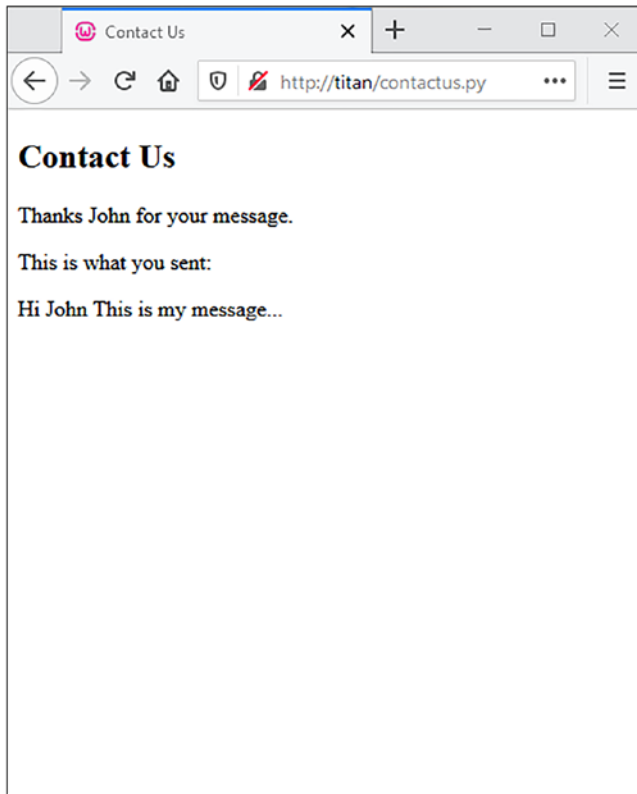 Contact Us
http://titan/contactus.py
Contact Us
Thanks John for your message.
This is what you sent:
Hi John This is my message...